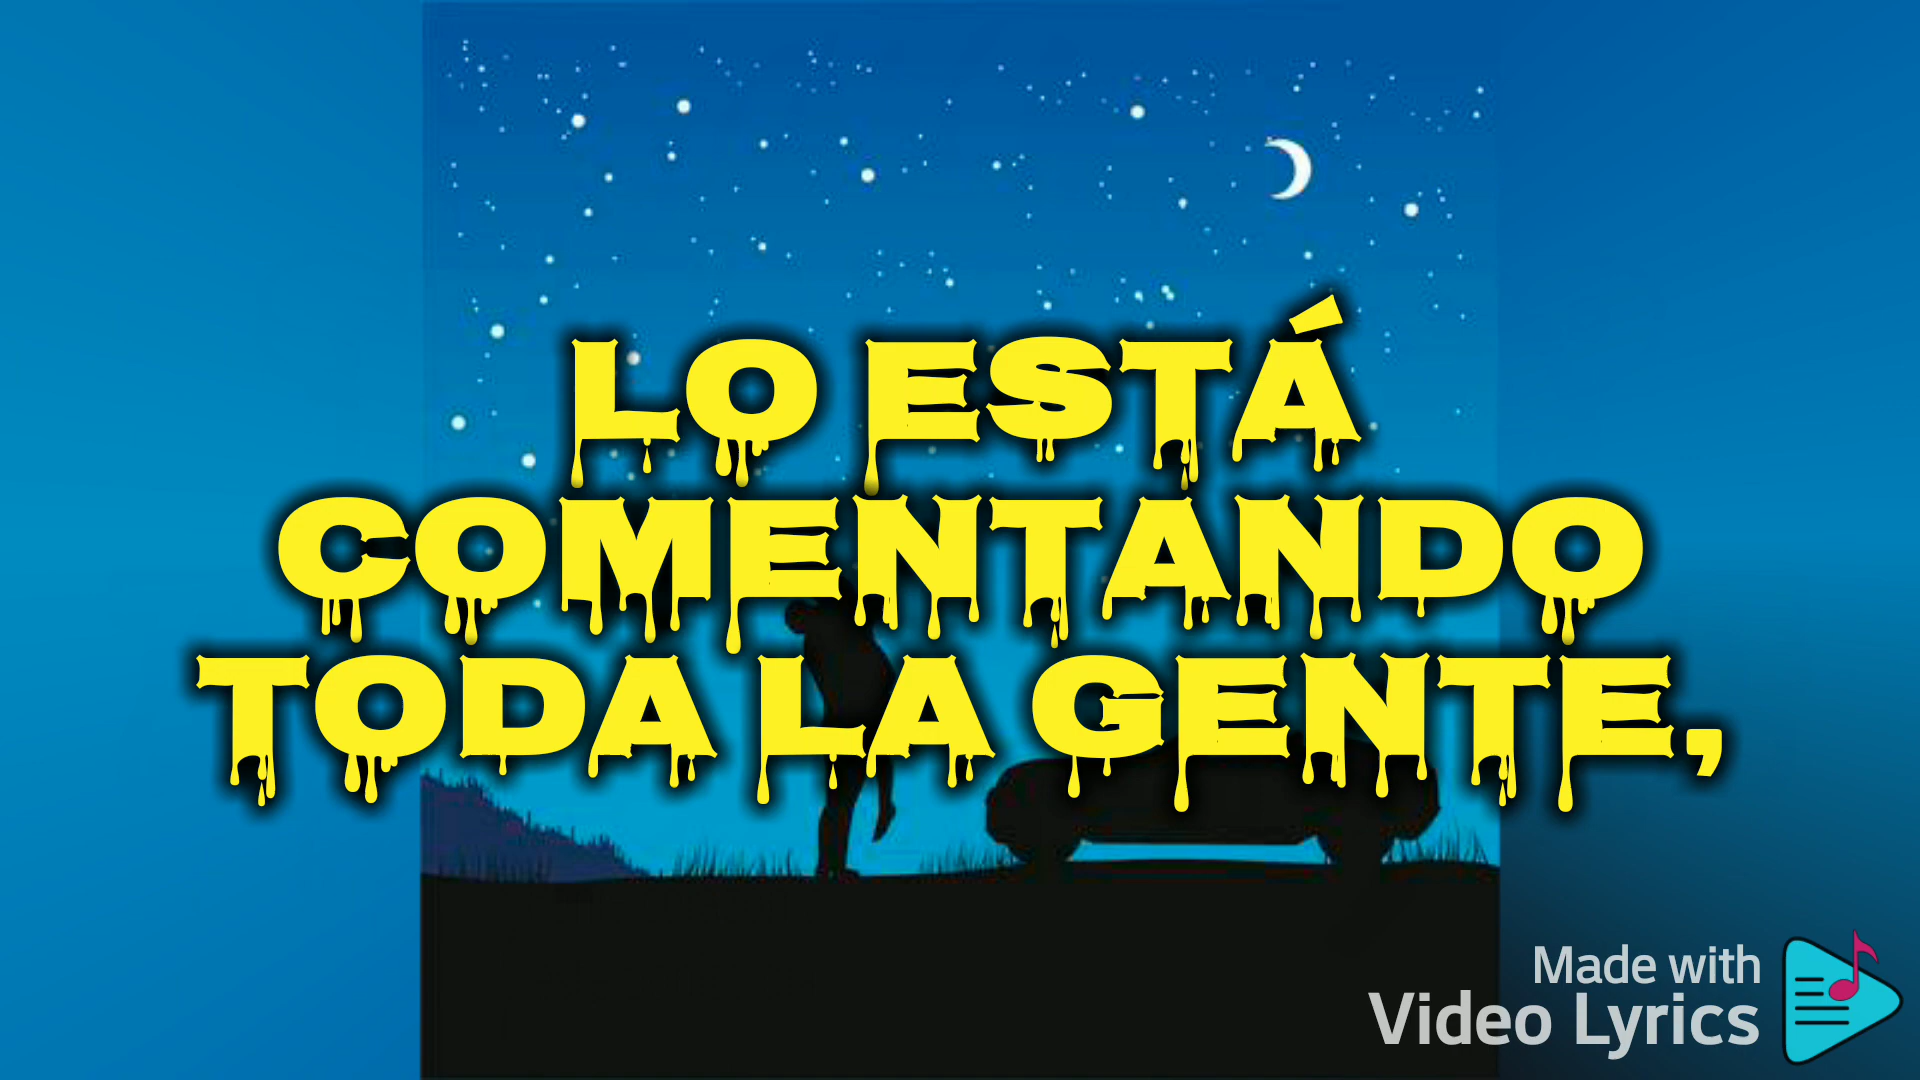 LO ESTÁ
COMENTANDO
TODA LA GENTE,
Made with
Video Lyrics